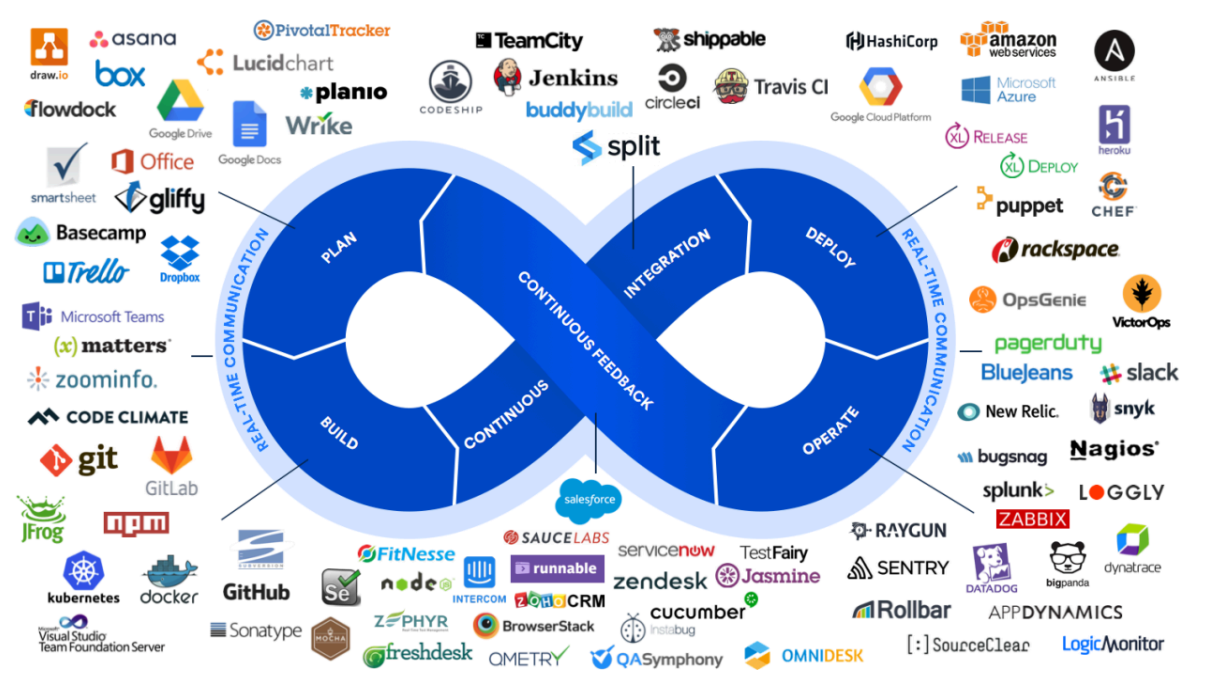 draw.io
asana
PivotalTracker
box
Lucidchart
flowdock
Google Drive
planio
Google Docs
Wrike
smartsheet
Office
gliffy
Basecamp
Trello
Dropbox
TC
TeamCity
shippable
CODESHIP
Jenkins
circleci
T
Travis CI
buddybuild
split
HashiCorp
amazon
webservices
A
ANSIBLE
Google Cloud Platform
Microsoft
Azure
XL RELEASE
XL DEPLOY
heroku
puppet
CHEF
rackspace
PLAN
BUILD
CONTINUOUS
INTEGRATION
DEPLOY
OPERATE
CONTINUOUS FEEDBACK
REAL-TIME COMMUNICATION
REAL-TIME COMMUNICATION
T
Microsoft Teams
(x) matters
zoominfo.
OpsGenie
VictorOps
pagerduty
BlueJeans
slack
CODE CLIMATE
git
GitLab
JFrog
npm
kubernetes
docker
SUBVERSION
GitHub
Microsoft
Visual Studio
Team Foundation Server
Sonatype
salesforce
FitNesse
SAUCELABS
servicenow
TestFairy
Se
node
JS
INTERCOM
runnable
zendesk
Jasmine
ZOHO CRM
MOCHA
ZEPHYR
BrowserStack
cucumber
Instabug
freshdesk
QMETRY
QASymphony
OMNIDESK
New Relic.
snyk
bugsnag
Nagios®
splunk>
LOGGLY
ZABBIX
RAYGUN
SENTRY
DATADOG
bigpanda
dynatrace
Rollbar
APPDYNAMICS
[:]SourceClear
LogicMonitor